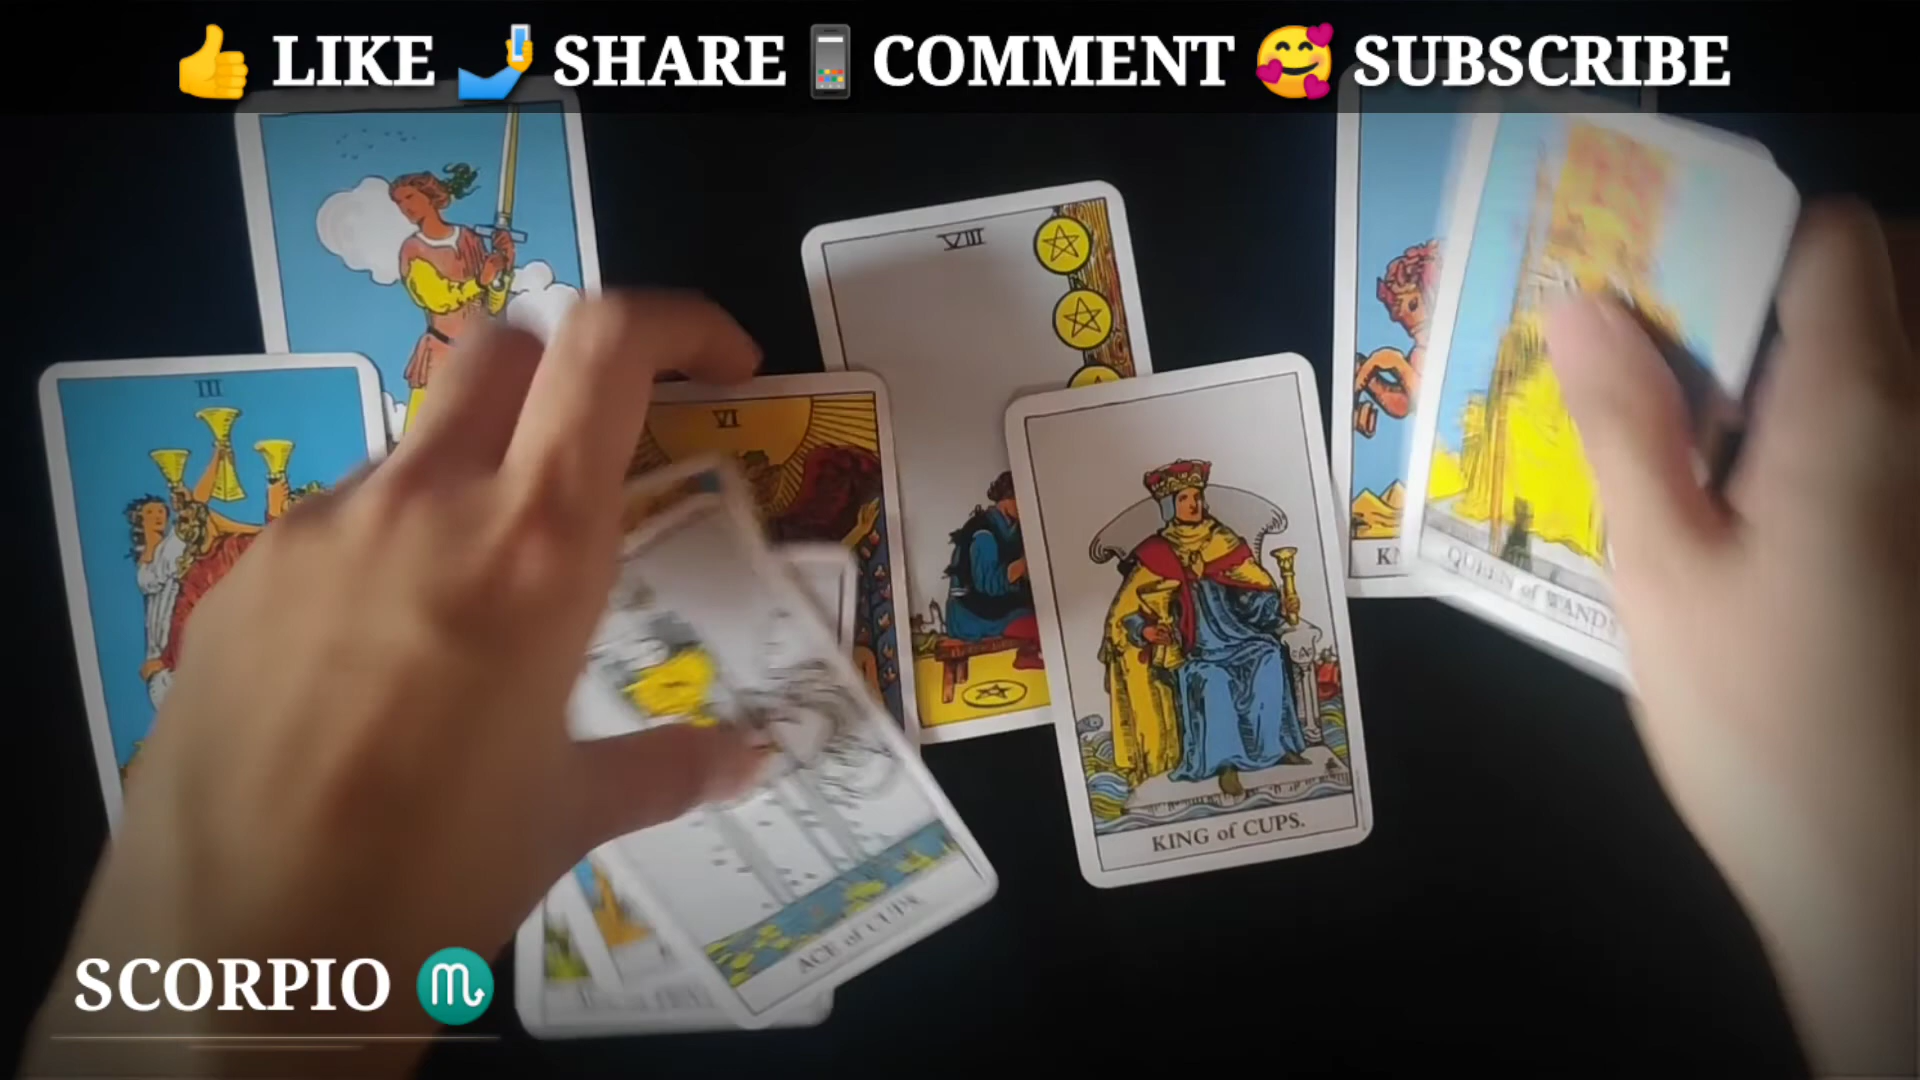 👍 LIKE 🤳 SHARE 📱 COMMENT 🥰 SUBSCRIBE
VIII
III
VI
QUEEN of WANDS
KING of CUPS.
ACE of CUPS.
SCORPIO ♏